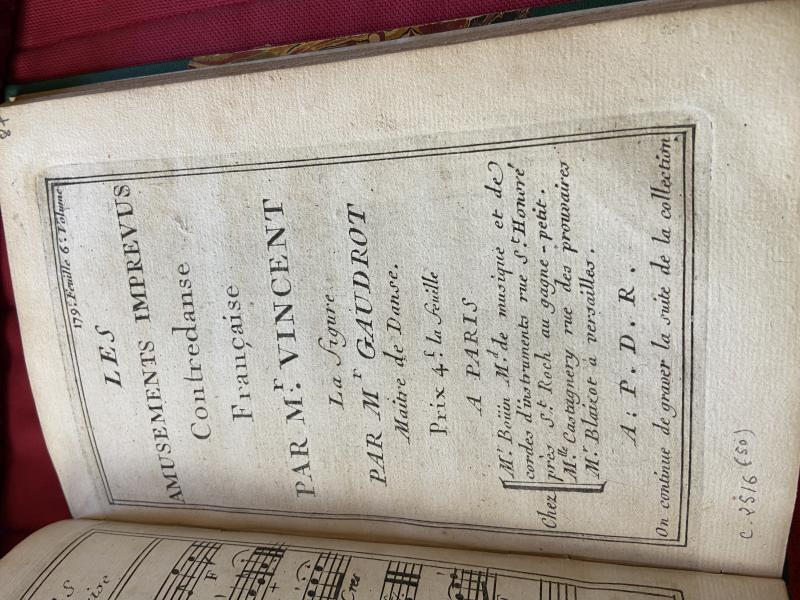 179.e Feuille 6.e Volume
LES
AMUSEMENTS IMPREVUS
Contredanse
Française
PAR M.r VINCENT
La figure
PAR M.r GAUDROT
Maitre de Danse.
Prix 4.f la feuille
A PARIS
Chez
M.r Boüin M.d de musique et de
cordes d'instruments rue S.t Honoré
près S.t Roch au gagne-petit.
M.lle Castagnery rue des prouvaires
M.r Blaizot à versailles.
A. P. D. R.
On continue de graver la suite de la collection
C. 2516 (50)